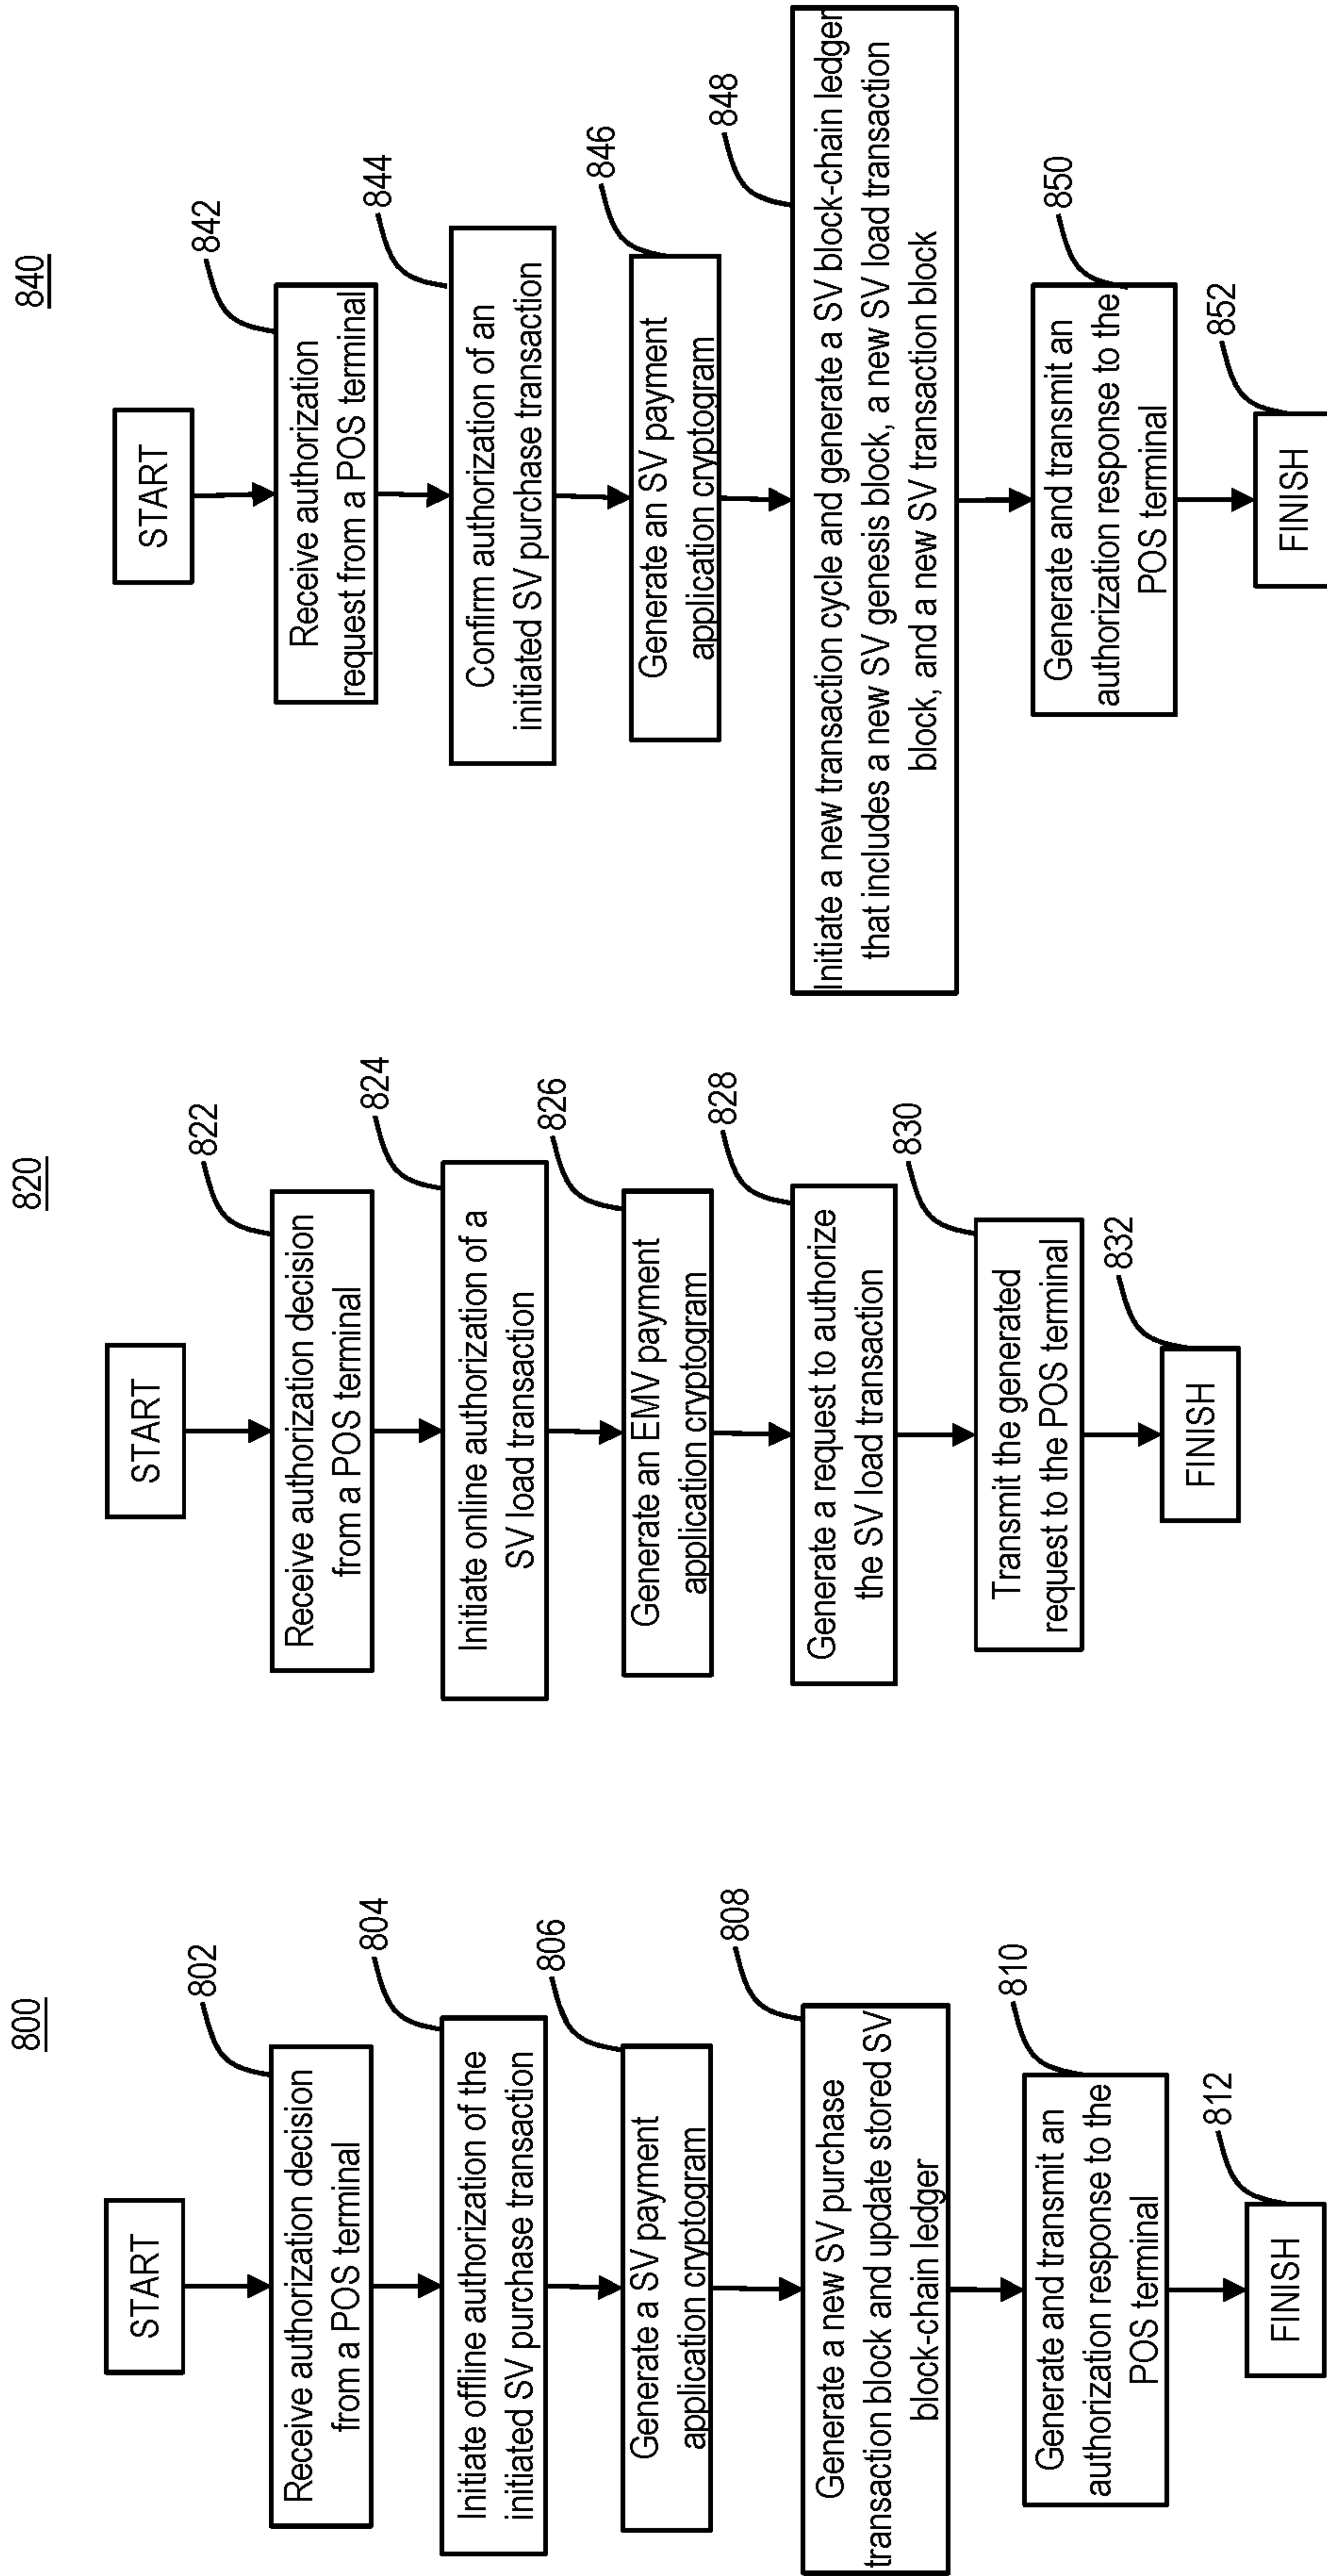 800
START
802
Receive authorization decision
from a POS terminal
804
Initiate offline authorization of the
initiated SV purchase transaction
806
Generate a SV payment
application cryptogram
808
Generate a new SV purchase
transaction block and update stored SV
block-chain ledger
810
Generate and transmit an
authorization response to the
POS terminal
812
FINISH
820
START
822
Receive authorization decision
from a POS terminal
824
Initiate online authorization of a
SV load transaction
826
Generate an EMV payment
application cryptogram
828
Generate a request to authorize
the SV load transaction
830
Transmit the generated
request to the POS terminal
832
FINISH
840
START
842
Receive authorization
request from a POS terminal
844
Confirm authorization of an
initiated SV purchase transaction
846
Generate an SV payment
application cryptogram
848
Initiate a new transaction cycle and generate a SV block-chain ledger
that includes a new SV genesis block, a new SV load transaction
block, and a new SV transaction block
850
Generate and transmit an
authorization response to the
POS terminal
852
FINISH